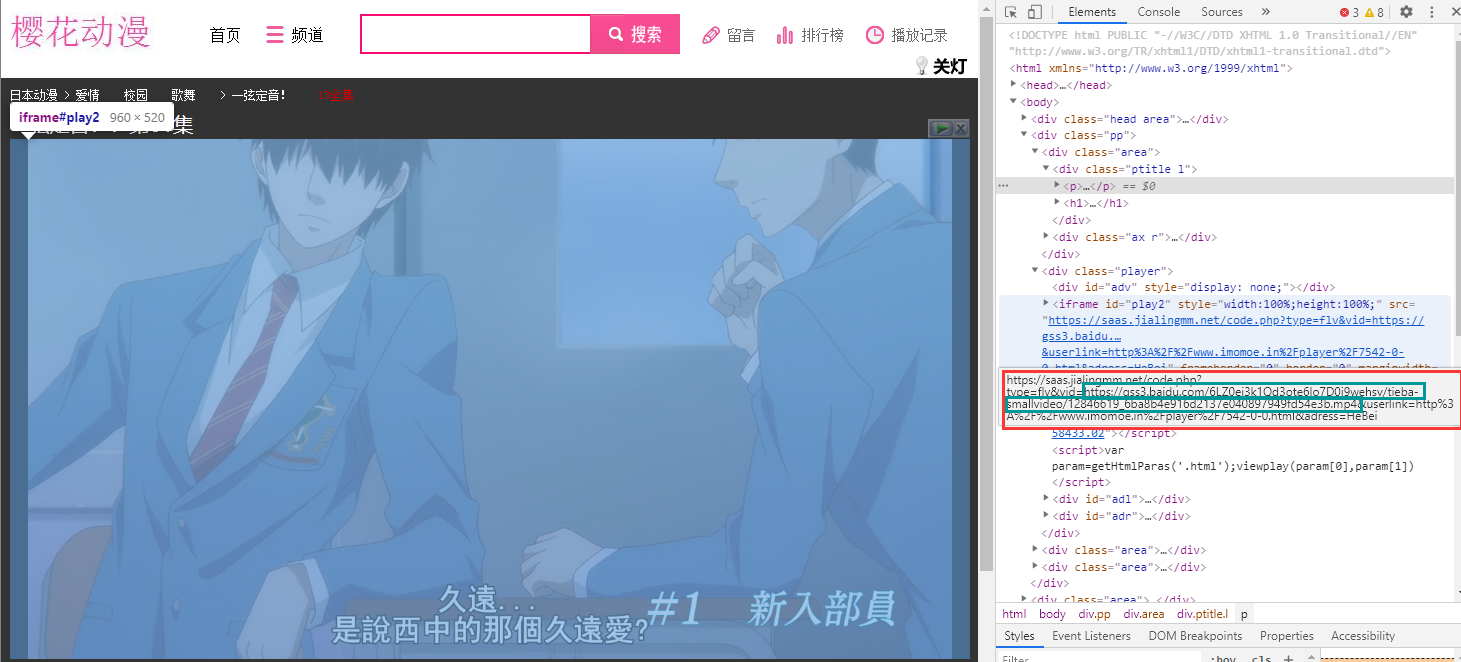 樱花动漫
首页
频道
搜索
留言
排行榜
播放记录
关灯
日本动漫 > 爱情 校园 歌舞 > 一弦定音!
iframe#play2 960 × 520
集
久遠...
是說西中的那個久遠愛?
#1 新入部員
Elements Console Sources » 3 8
<!DOCTYPE html PUBLIC "-//W3C//DTD XHTML 1.0 Transitional//EN"
"http://www.w3.org/TR/xhtml1/DTD/xhtml1-transitional.dtd">
<html xmlns="http://www.w3.org/1999/xhtml">
<head>…</head>
<body>
<div class="head area">…</div>
<div class="pp">
<div class="area">
<div class="ptitle l">
<p>…</p> == $0
<h1>…</h1>
</div>
<div class="ax r">…</div>
</div>
<div class="player">
<div id="adv" style="display: none;"></div>
<iframe id="play2" style="width:100%;height:100%;" src=
"https://saas.jialingmm.net/code.php?type=flv&vid=https://
gss3.baidu.…
&userlink=http%3A%2F%2Fwww.imomoe.in%2Fplayer%2F7542-0-
0.html&adress=HeBei" frameborder="0" border="0" marginwidth=
https://saas.jialingmm.net/code.php?
type=flv&vid=https://gss3.baidu.com/6LZ0ej3k1Qd3ote6lo7D0j9wehsv/tieba-
smallvideo/12846619_6ba8b4e916d2137e040897949fd54e3b.mp4&userlink=http%3
A%2F%2Fwww.imomoe.in%2Fplayer%2F7542-0-0.html&adress=HeBei
58433.02"></script>
<script>var
param=getHtmlParas('.html');viewplay(param[0],param[1])
</script>
<div id="adl">…</div>
<div id="adr">…</div>
</div>
<div class="area">…</div>
<div class="area">…</div>
</div>
<div class="area">…</div>
html body div.pp div.area div.ptitle.l p
Styles Event Listeners DOM Breakpoints Properties Accessibility
Filter :hov .cls +